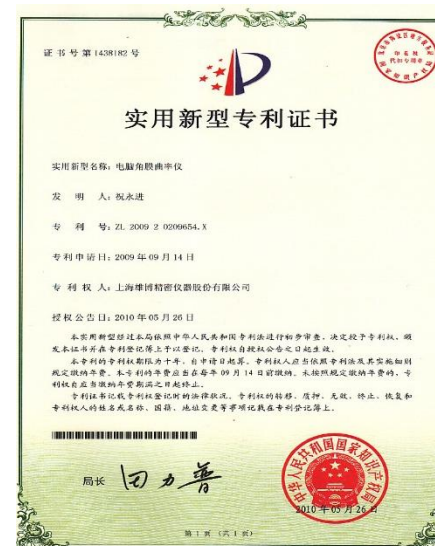 证书号第1438182号
实用新型专利证书
实用新型名称：电脑角膜曲率仪
发 明 人：祝永进
专 利 号：ZL 2009 2 0209654.X
专利申请日：2009年09月14日
专 利 权 人：上海雄博精密仪器股份有限公司
授权公告日：2010年05月26日
本实用新型经过本局依照中华人民共和国专利法进行初步审查，决定授予专利权，颁
发本证书并在专利登记簿上予以登记。专利权自授权公告之日起生效。
本专利的专利权期限为十年，自申请日起算。专利权人应当依照专利法及其实施细则
规定缴纳年费。本专利的年费应当在每年09月14日前缴纳。未按照规定缴纳年费的，专
利权自应当缴纳年费期满之日起终止。
专利证书记载专利权登记时的法律状况。专利权的转移、质押、无效、终止、恢复和
专利权人的姓名或名称、国籍、地址变更等事项记载在专利登记簿上。
局长 田力普
中华人民共和国国家知识产权局
2010年05月26日
第1页（共1页）